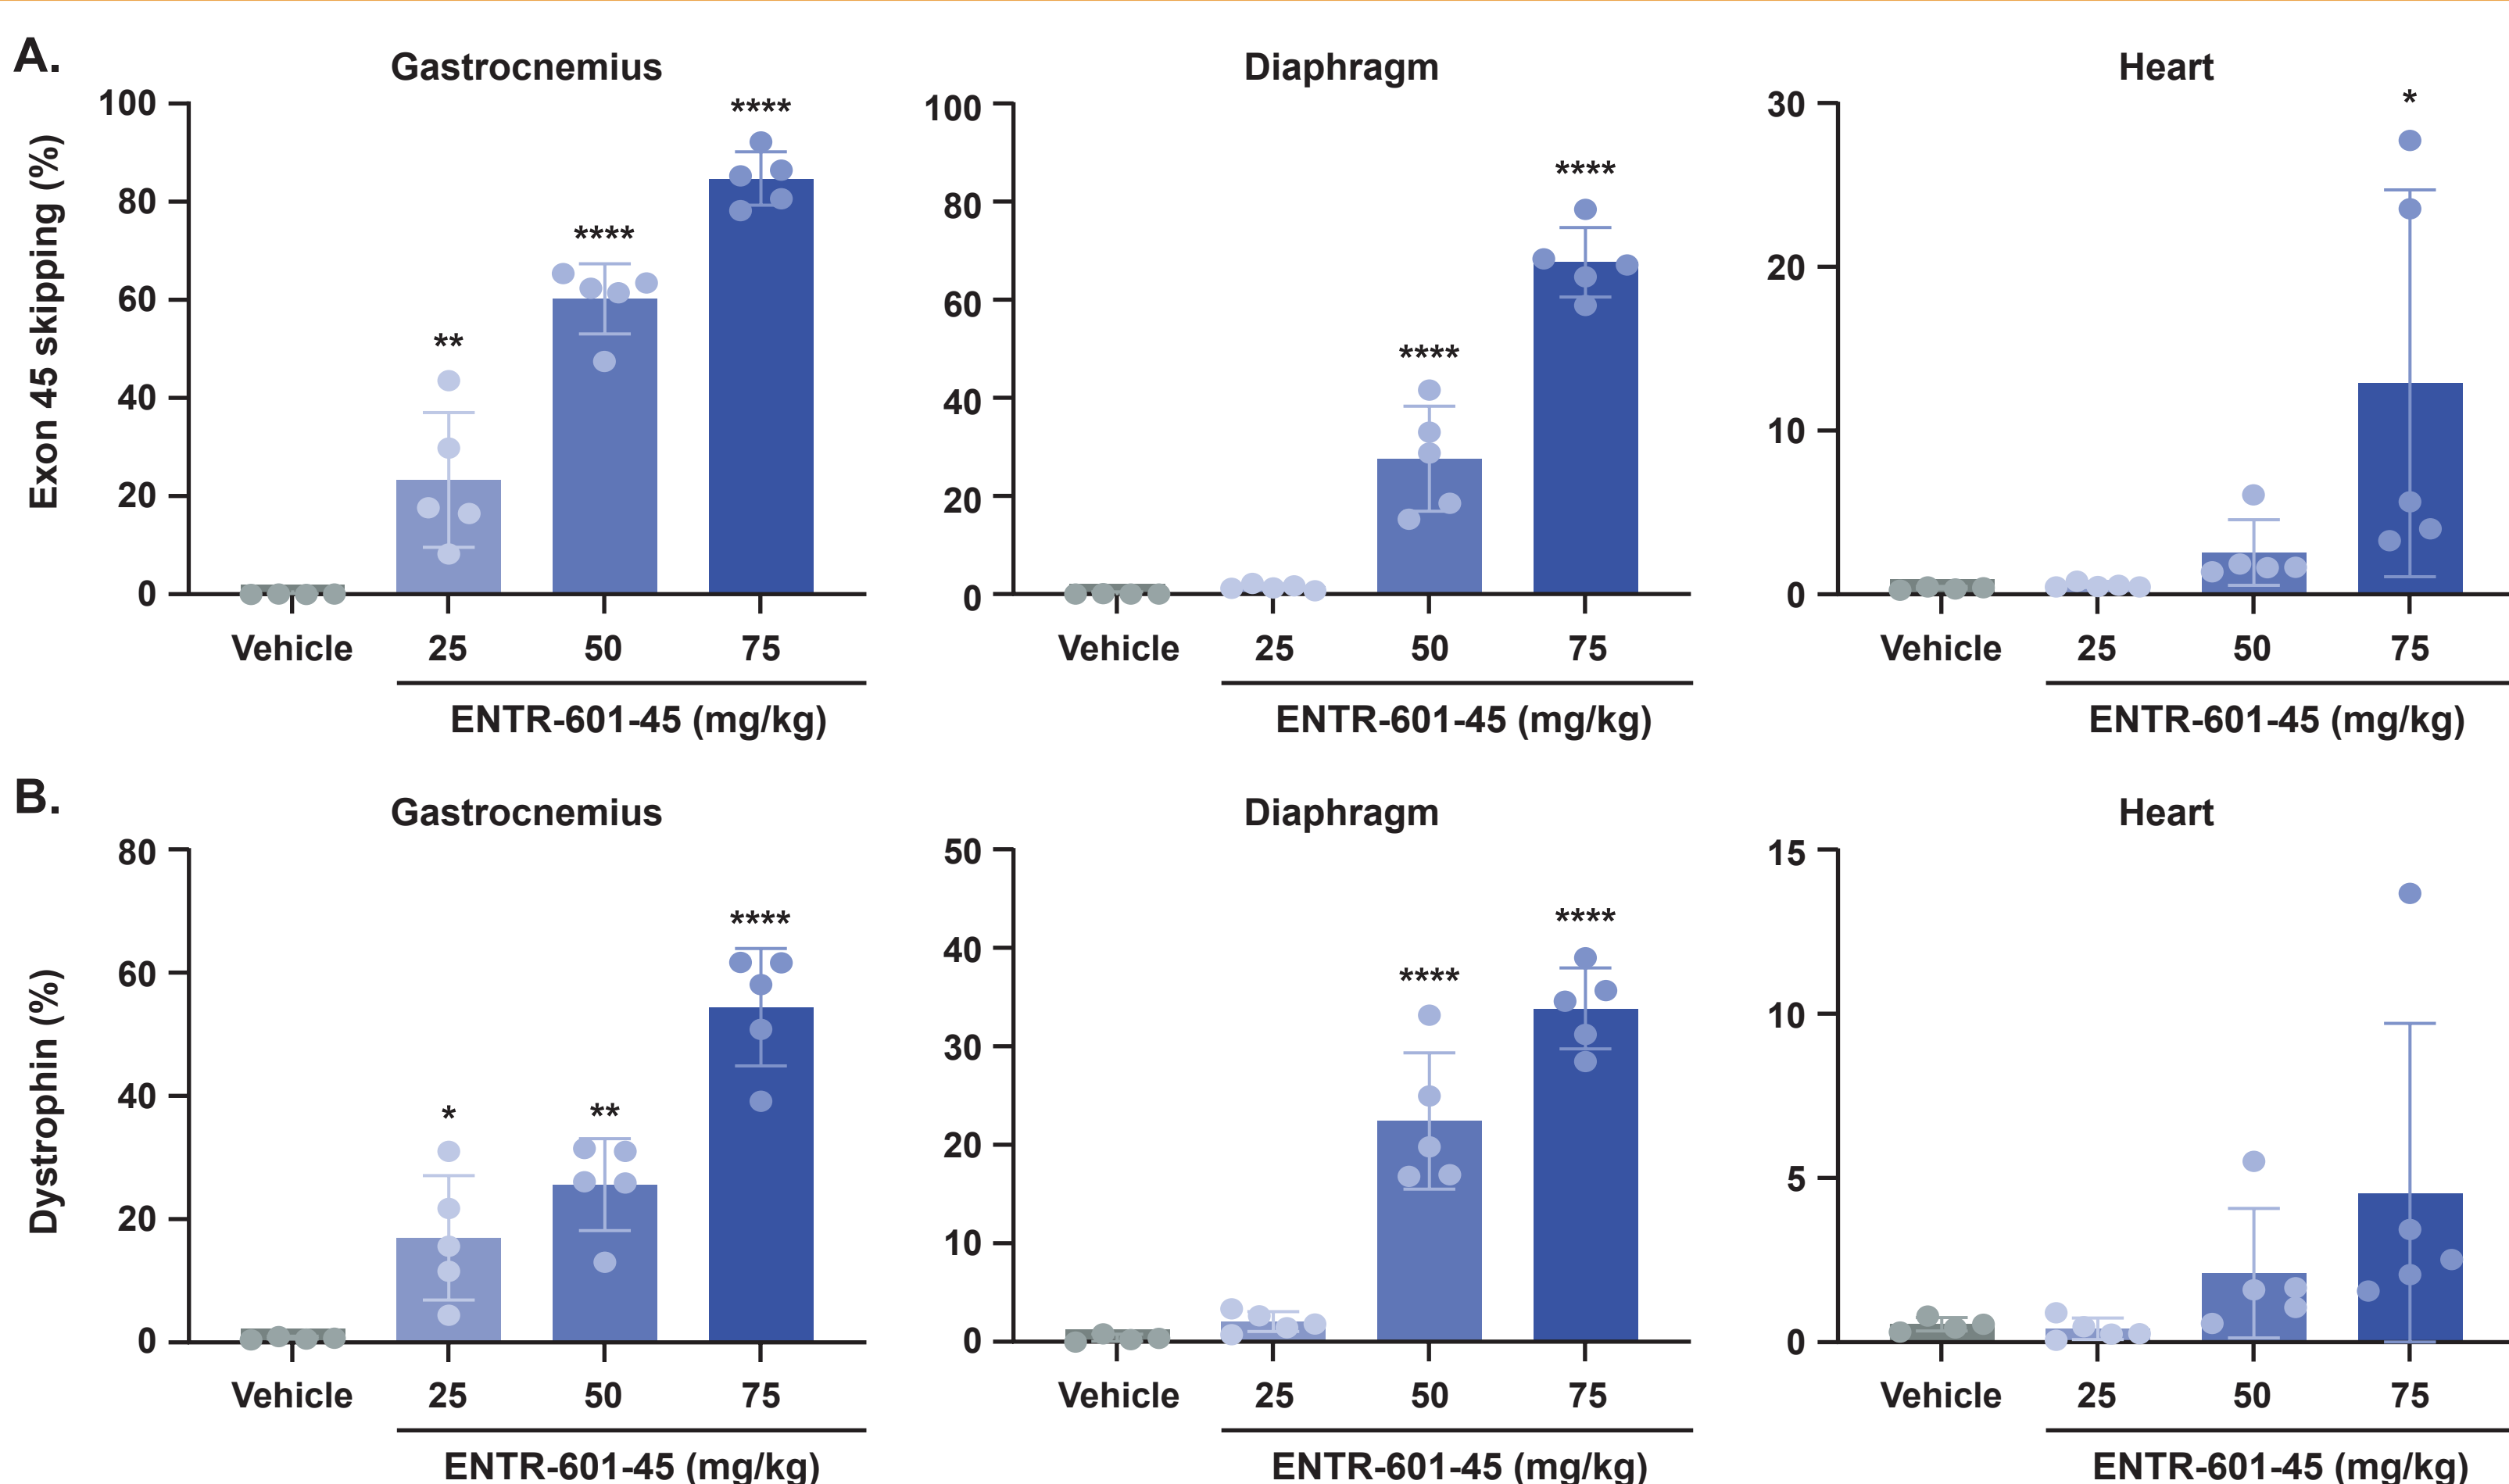 A.
Gastrocnemius
Exon 45 skipping (%)
100
80
60
40
20
0
**
****
****
Vehicle 25 50 75
ENTR-601-45 (mg/kg)
Diaphragm
100
80
60
40
20
0
****
****
Vehicle 25 50 75
ENTR-601-45 (mg/kg)
Heart
30
20
10
0
*
Vehicle 25 50 75
ENTR-601-45 (mg/kg)
B.
Gastrocnemius
Dystrophin (%)
80
60
40
20
0
*
**
****
Vehicle 25 50 75
ENTR-601-45 (mg/kg)
Diaphragm
50
40
30
20
10
0
****
****
Vehicle 25 50 75
ENTR-601-45 (mg/kg)
Heart
15
10
5
0
Vehicle 25 50 75
ENTR-601-45 (mg/kg)